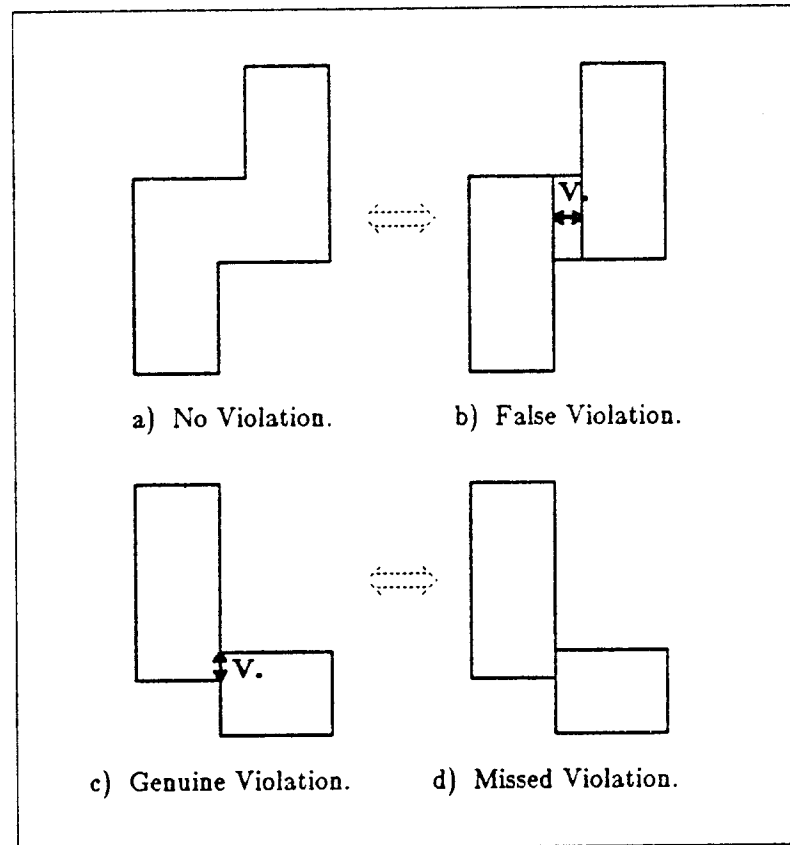 V.
a) No Violation.
b) False Violation.
V.
c) Genuine Violation.
d) Missed Violation.